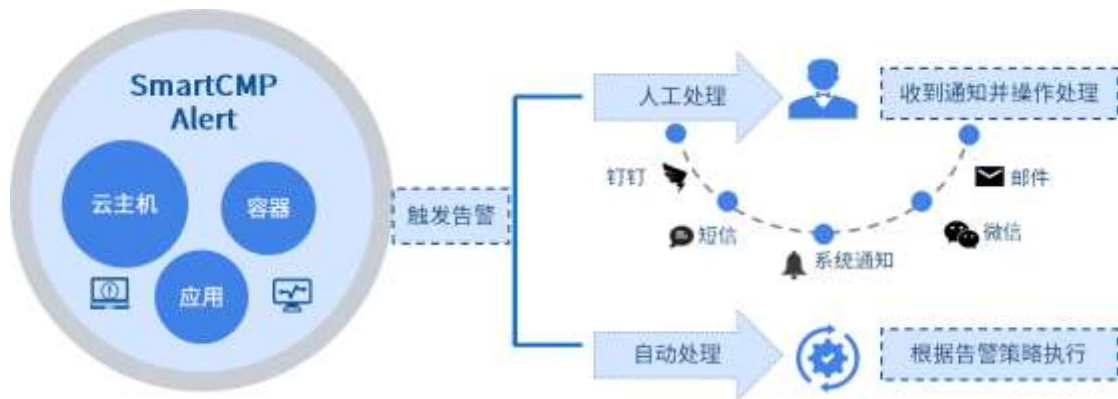 SmartCMP
Alert
云主机
容器
应用
触发告警
人工处理
收到通知并操作处理
钉钉
短信
系统通知
微信
邮件
自动处理
根据告警策略执行